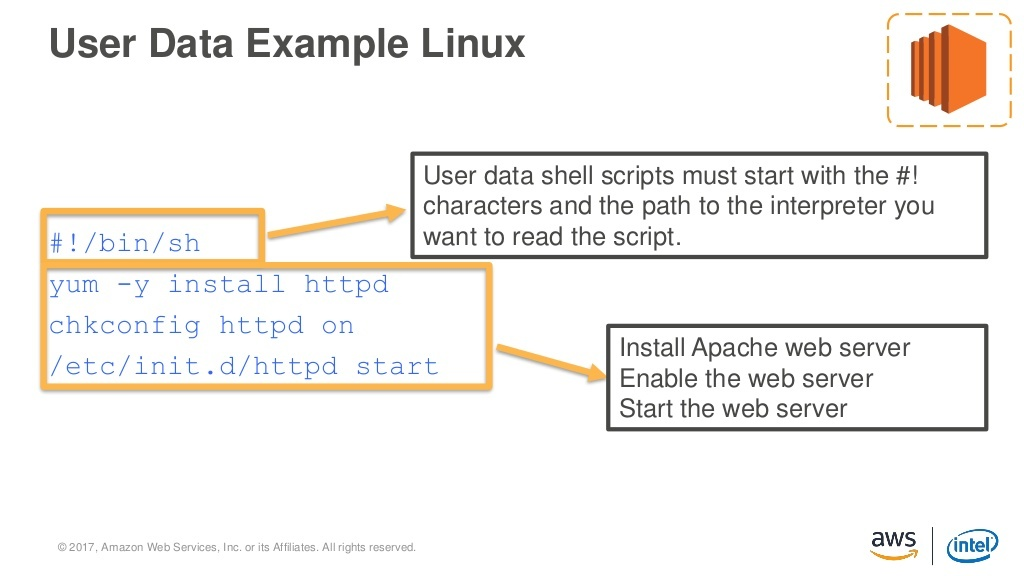 User Data Example Linux
User data shell scripts must start with the #!
characters and the path to the interpreter you
want to read the script.
#!/bin/sh
yum -y install httpd
chkconfig httpd on
/etc/init.d/httpd start
Install Apache web server
Enable the web server
Start the web server
© 2017, Amazon Web Services, Inc. or its Affiliates. All rights reserved.
aws
intel